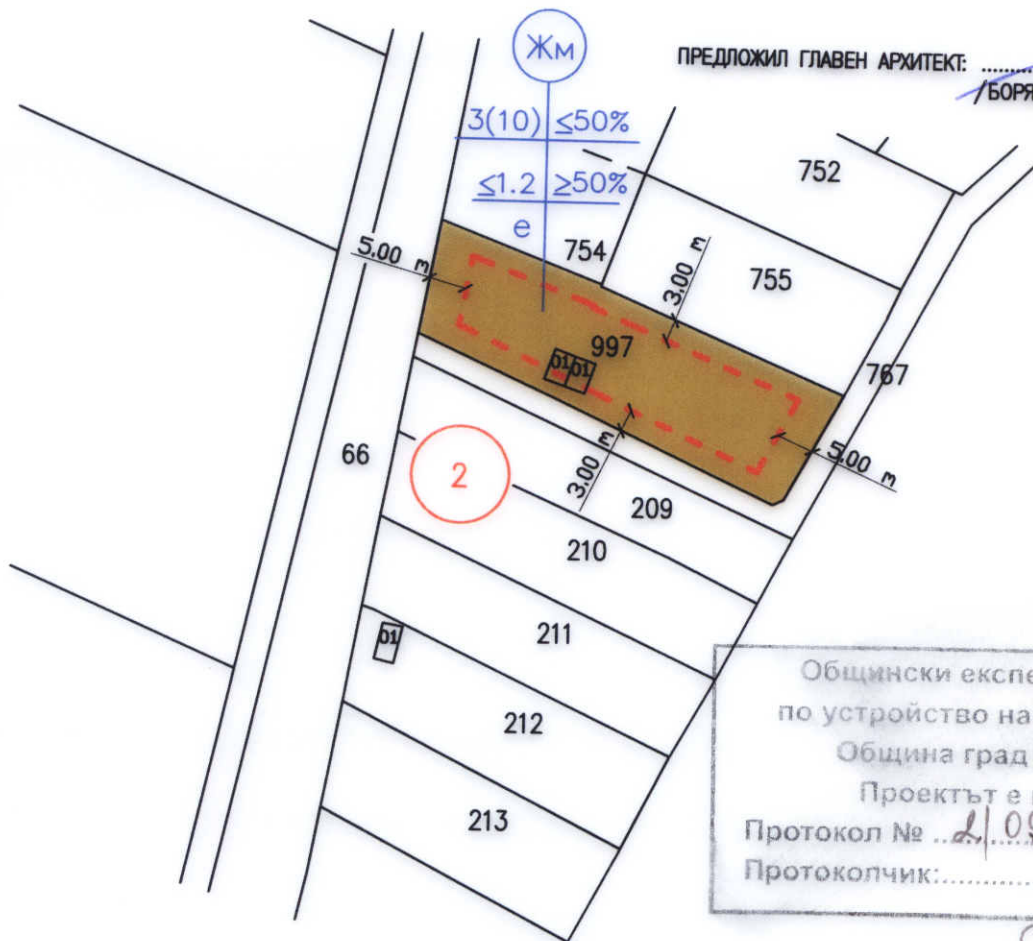 Жм
ПРЕДЛОЖИЛ ГЛАВЕН АРХИТЕКТ: ..........
/БОРЯ
3(10) ≤50%
≤1.2 ≥50%
е
752
754
755
5.00 m
3.00 m
997
01 01
767
66
2
3.00 m
5.00 m
209
210
211
01
212
213
Общински експе
по устройство на
Община град
Проектът е
Протокол №
Протоколчик:..............